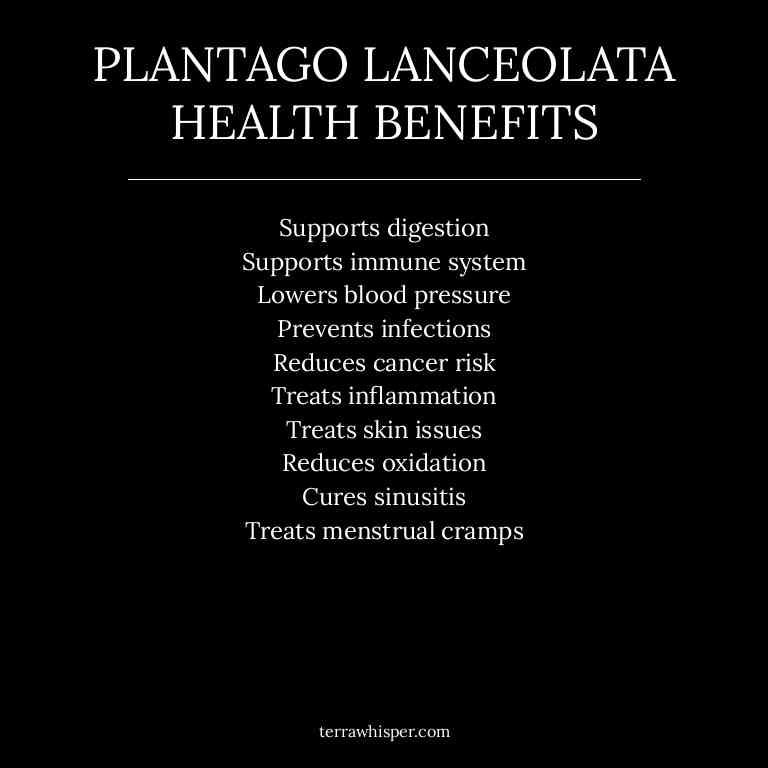 PLANTAGO LANCEOLATA
HEALTH BENEFITS
Supports digestion
Supports immune system
Lowers blood pressure
Prevents infections
Reduces cancer risk
Treats inflammation
Treats skin issues
Reduces oxidation
Cures sinusitis
Treats menstrual cramps
terrawhisper.com